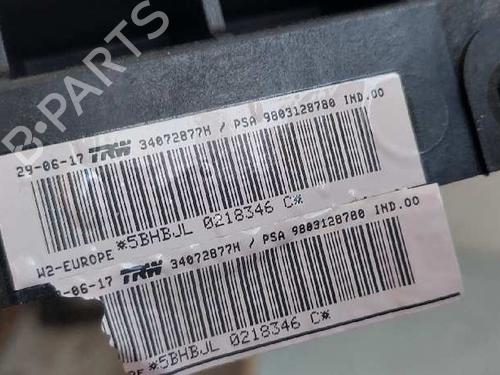 B-PARTS
29-06-17 TRW 34072877H / PSA 9803128780 IND.00
W2-EUROPE *5BHBJL 0218346 C*
-06-17 TRW 34072877H / PSA 9803128780 IND.00
PE *5BHBJL 0218346 C*